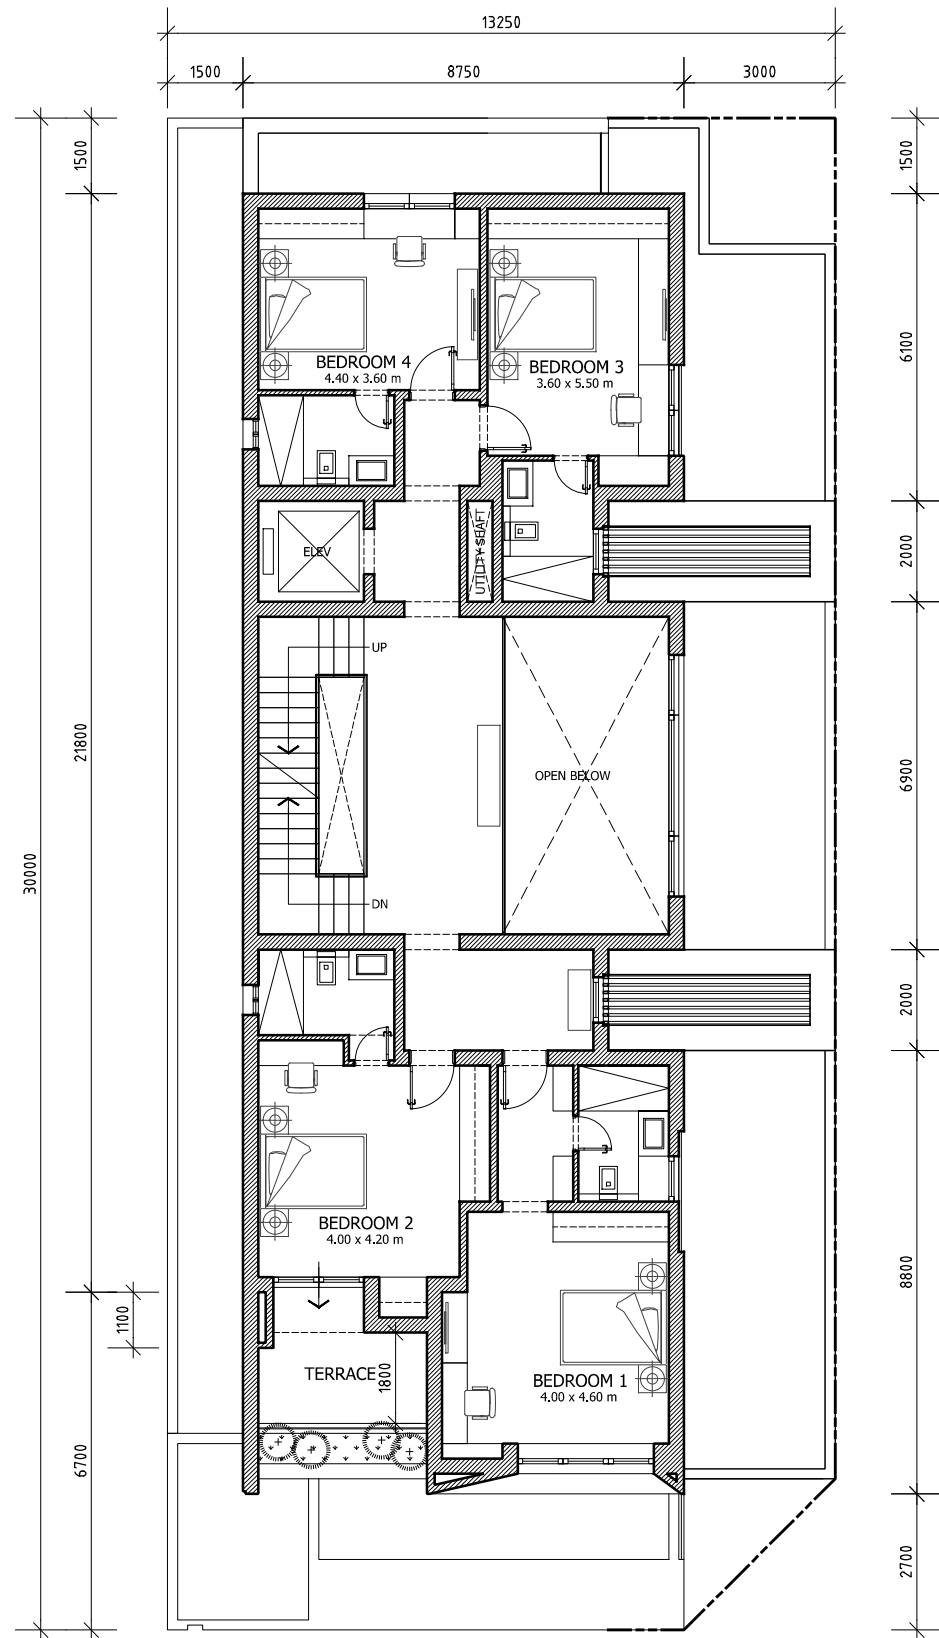 13250
1500
8750
3000
1500
1500
BEDROOM 4
4.40 x 3.60 m
BEDROOM 3
3.60 x 5.50 m
6100
ELEV
UTILITY SHAFT
2000
UP
21800
OPEN BELOW
6900
30000
DN
2000
BEDROOM 2
4.00 x 4.20 m
8800
1100
TERRACE
1800
BEDROOM 1
4.00 x 4.60 m
6700
2700